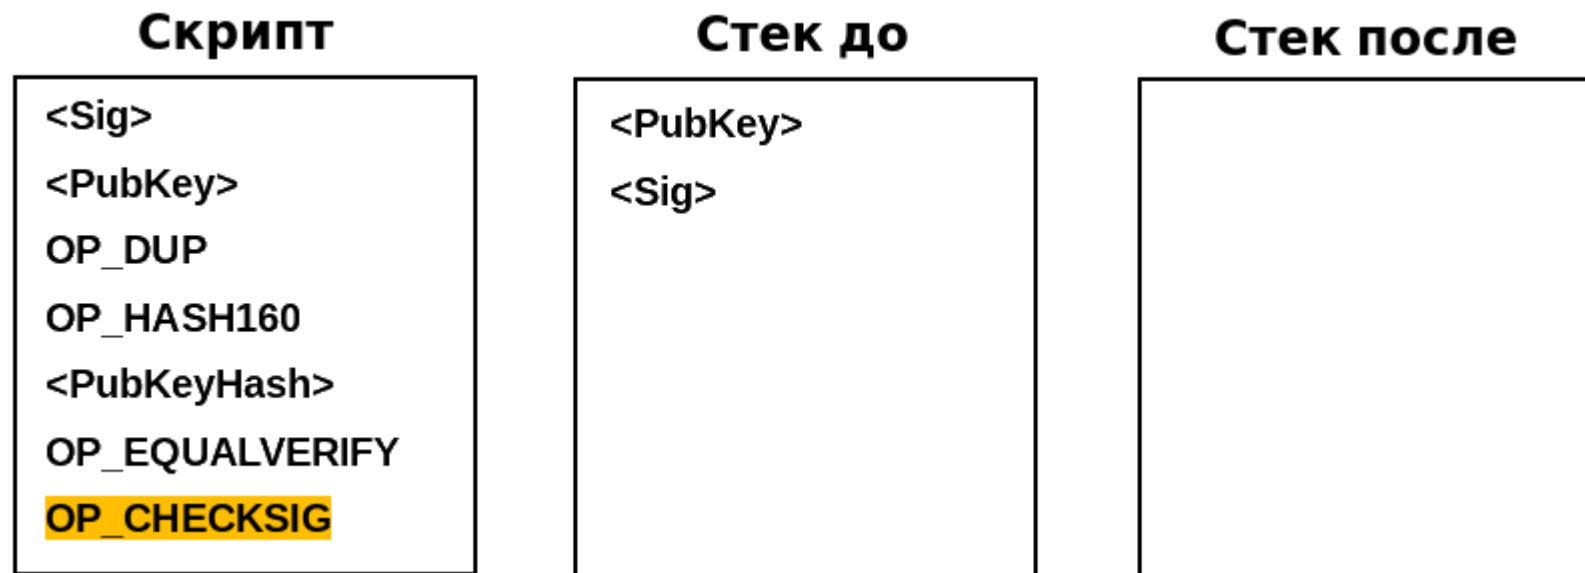 Скрипт
<Sig>
<PubKey>
OP_DUP
OP_HASH160
<PubKeyHash>
OP_EQUALVERIFY
OP_CHECKSIG
Стек до
<PubKey>
<Sig>
Стек после